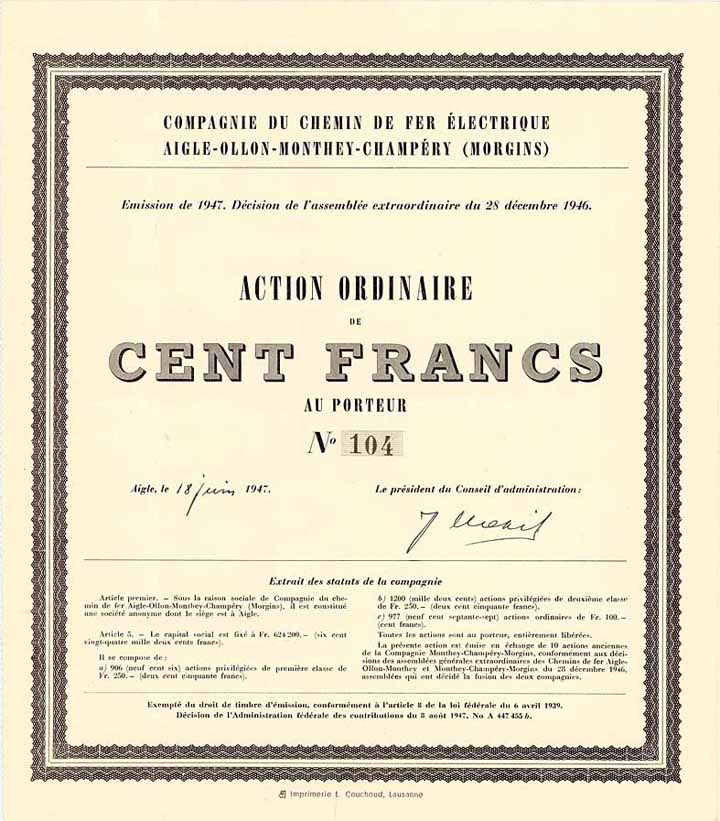 COMPAGNIE DU CHEMIN DE FER ÉLECTRIQUE
AIGLE-OLLON-MONTHEY-CHAMPÉRY (MORGINS)
Emission de 1947. Décision de l'assemblée extraordinaire du 28 décembre 1946.
ACTION ORDINAIRE
DE
CENT FRANCS
AU PORTEUR
No 104
Aigle, le 18 juin 1947.
Le président du Conseil d'administration:
Extrait des statuts de la compagnie
Article premier. – Sous la raison sociale de Compagnie du che-
min de fer Aigle-Ollon-Monthey-Champéry (Morgins), il est constitué
une société anonyme dont le siège est à Aigle.
Article 5. – Le capital social est fixé à Fr. 624 200. – (six cent
vingt-quatre mille deux cents francs).
Il se compose de :
a) 906 (neuf cent six) actions privilégiées de première classe de
Fr. 250. – (deux cent cinquante francs).
b) 1200 (mille deux cents) actions privilégiées de deuxième classe
de Fr. 250. – (deux cent cinquante francs).
c) 977 (neuf cent septante-sept) actions ordinaires de Fr. 100. –
(cent francs).
Toutes les actions sont au porteur, entièrement libérées.
La présente action est émise en échange de 10 actions anciennes
de la Compagnie Monthey-Champéry-Morgins, conformément aux déci-
sions des assemblées générales extraordinaires des Chemins de fer Aigle-
Ollon-Monthey et Monthey-Champéry-Morgins du 28 décembre 1946,
assemblées qui ont décidé la fusion des deux compagnies.
Exempté du droit de timbre d'émission, conformément à l'article 8 de la loi fédérale du 6 avril 1939.
Décision de l'Administration fédérale des contributions du 8 août 1947, No A 447 455 b.
Imprimerie L. Couchoud, Lausanne